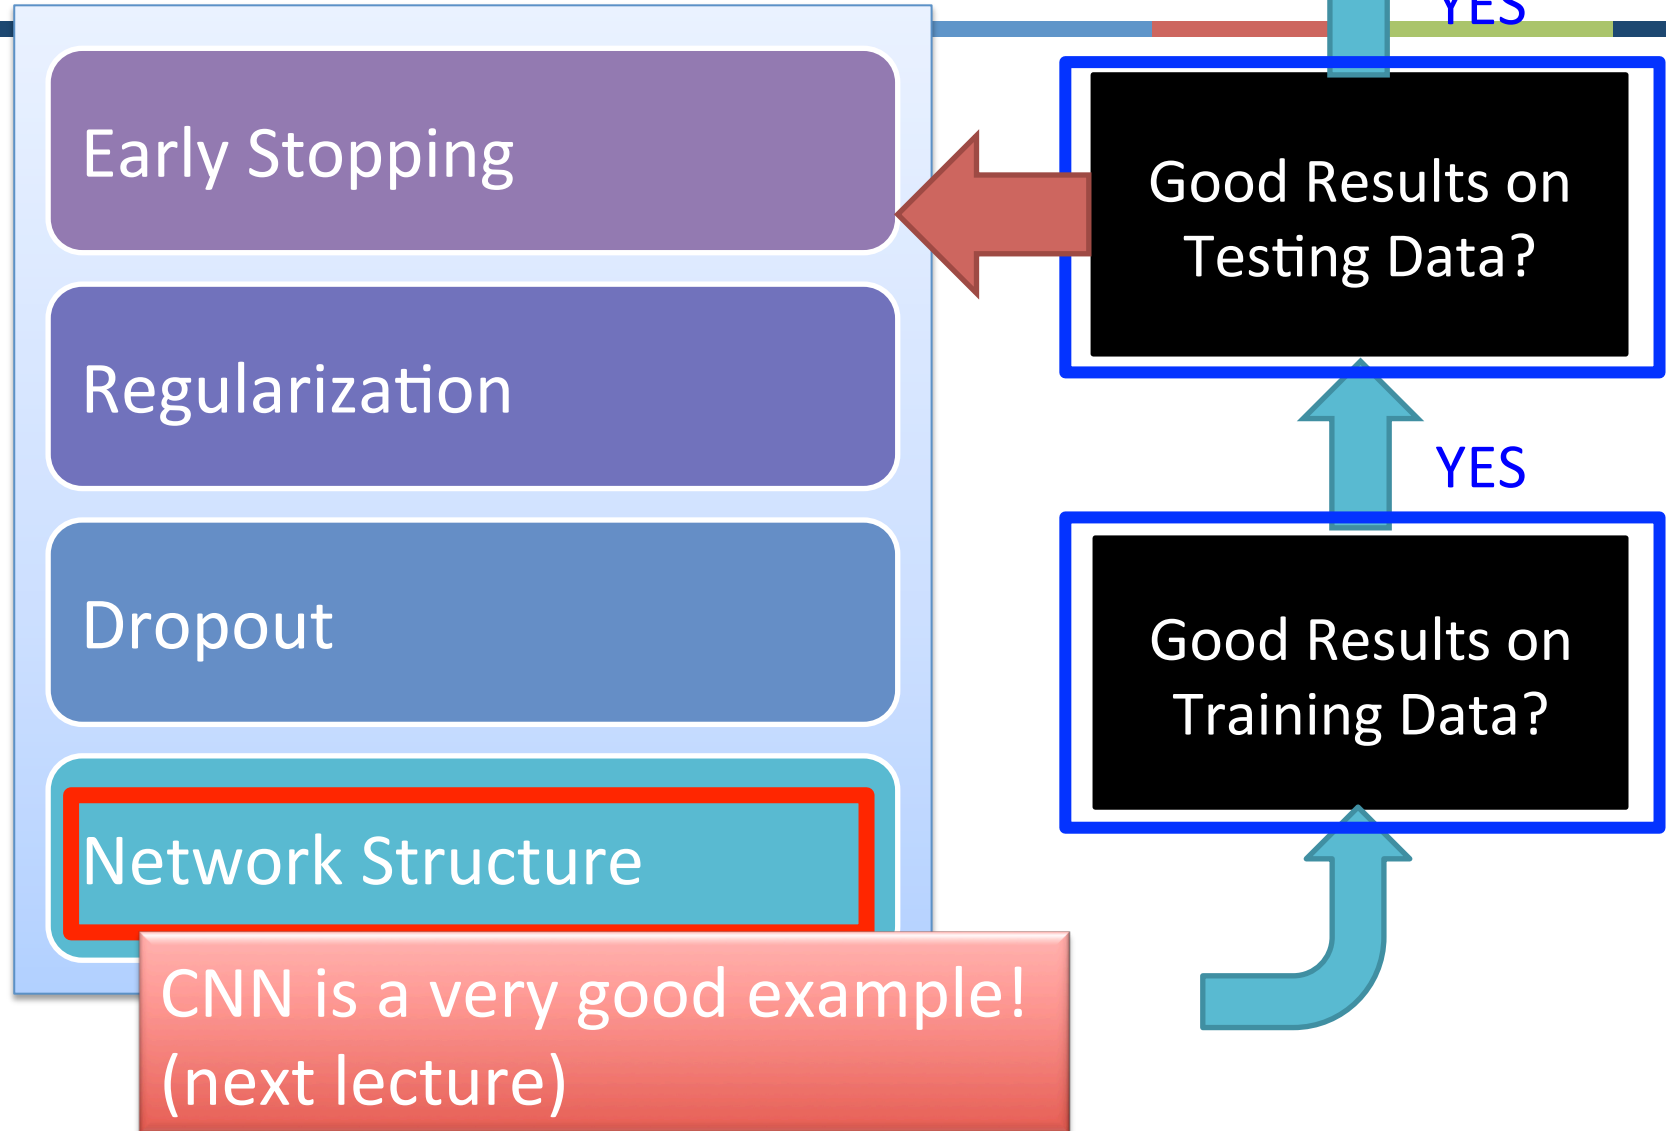 YES
Early Stopping
Good Results on
Testing Data?
Regularization
YES
Dropout
Good Results on
Training Data?
Network Structure
CNN is a very good example!
(next lecture)